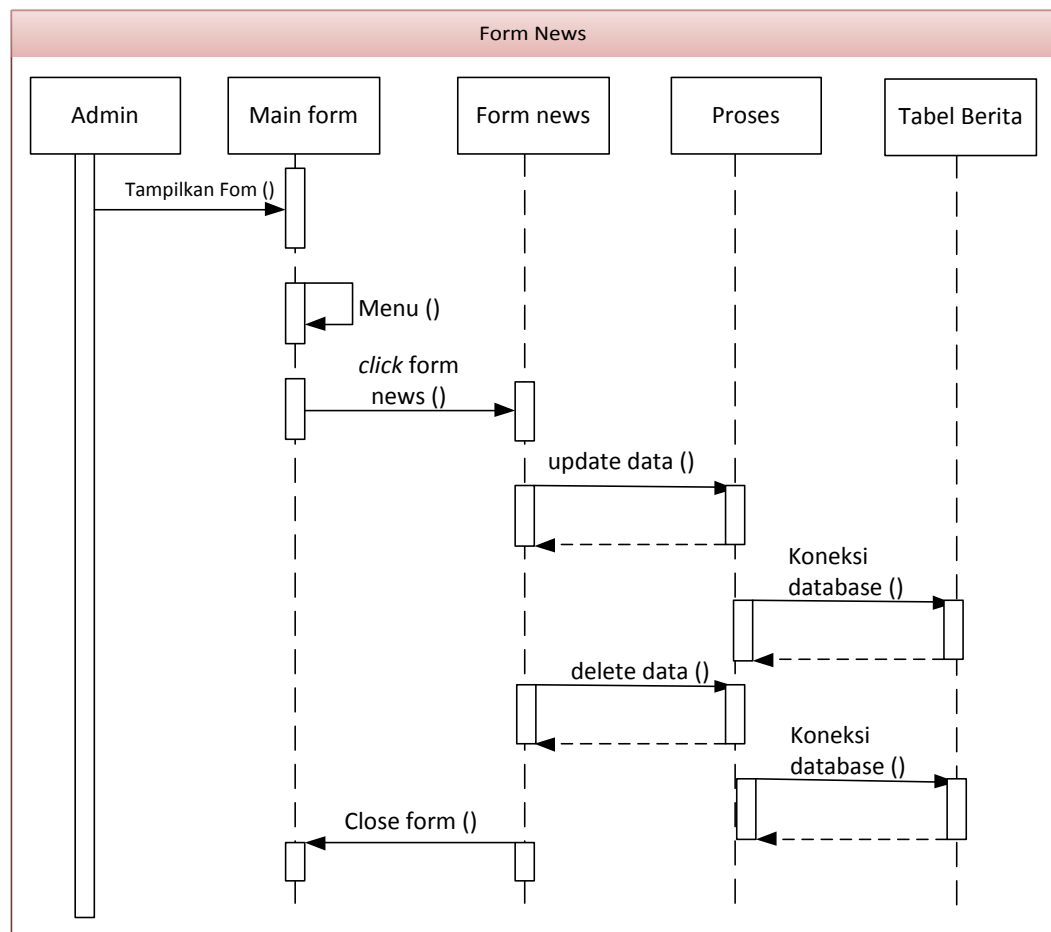 Form News
Admin
Main form
Form news
Proses
Tabel Berita
Tampilkan Fom ()
Menu ()
click form
news ()
update data ()
Koneksi
database ()
delete data ()
Koneksi
database ()
Close form ()